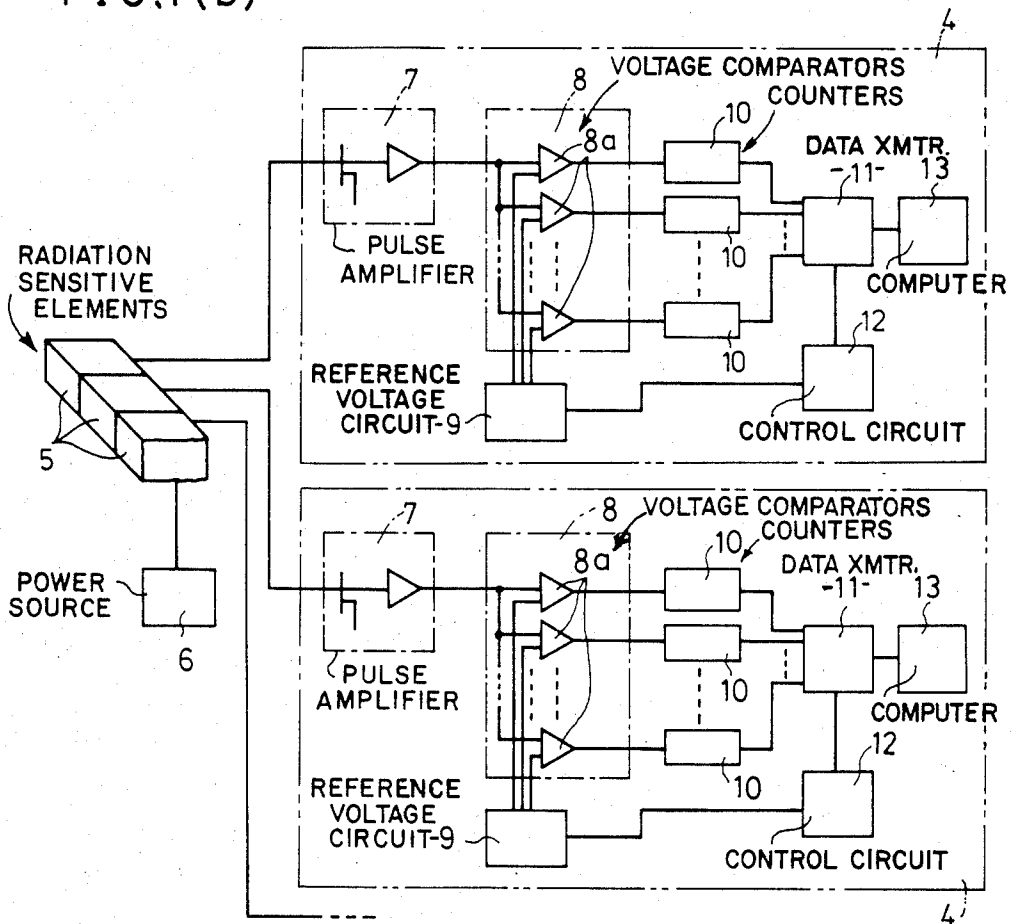 FIG.1(b)
4
7
8
VOLTAGE COMPARATORS
COUNTERS
8a
10
DATA XMTR.
-11-
13
PULSE
AMPLIFIER
10
COMPUTER
RADIATION
SENSITIVE
ELEMENTS
10
12
REFERENCE
VOLTAGE
CIRCUIT-9
CONTROL CIRCUIT
5
7
8
VOLTAGE COMPARATORS
COUNTERS
8a
10
DATA XMTR.
-11-
13
POWER
SOURCE
6
PULSE
AMPLIFIER
10
COMPUTER
10
12
REFERENCE
VOLTAGE
CIRCUIT-9
CONTROL CIRCUIT
4